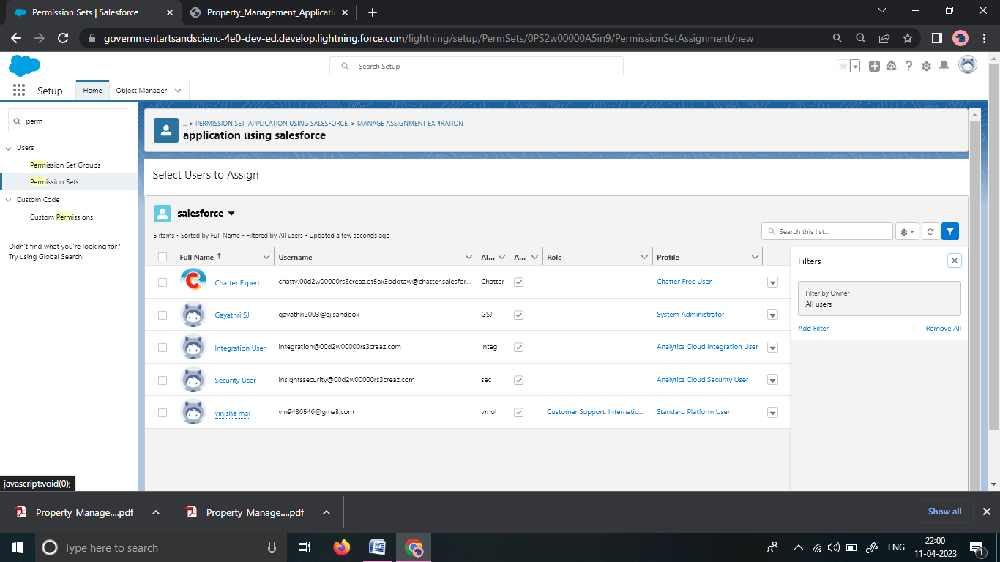 Permission Sets | Salesforce
Property_Management_Applicati
governmentartsandscienc-4e0-dev-ed.develop.lightning.force.com/lightning/setup/PermSets/0PS2w00000A5in9/PermissionSetAssignment/new
Search Setup
Setup
Home
Object Manager
perm
Users
Permission Set Groups
Permission Sets
Custom Code
Custom Permissions
Didn't find what you're looking for?
Try using Global Search.
... > PERMISSION SET 'APPLICATION USING SALESFORCE' > MANAGE ASSIGNMENT EXPIRATION
application using salesforce
Select Users to Assign
salesforce
5 items • Sorted by Full Name • Filtered by All users • Updated a few seconds ago
Search this list...
Full Name Username Al... A... Role Profile
Chatter Expert chatty.00d2w00000rs3creaz.qt5ax3bdqtaw@chatter.salesfor... Chatter Chatter Free User
Gayathri SJ gayathri2003@sj.sandbox GSJ System Administrator
Integration User integration@00d2w00000rs3creaz.com integ Analytics Cloud Integration User
Security User insightssecurity@00d2w00000rs3creaz.com sec Analytics Cloud Security User
vinisha mol vin9486546@gmail.com vmol Customer Support, Internatio... Standard Platform User
Filters
Filter by Owner
All users
Add Filter Remove All
javascript:void(0);
Property_Manage....pdf
Property_Manage....pdf
Show all
Type here to search
ENG
22:00
11-04-2023
1